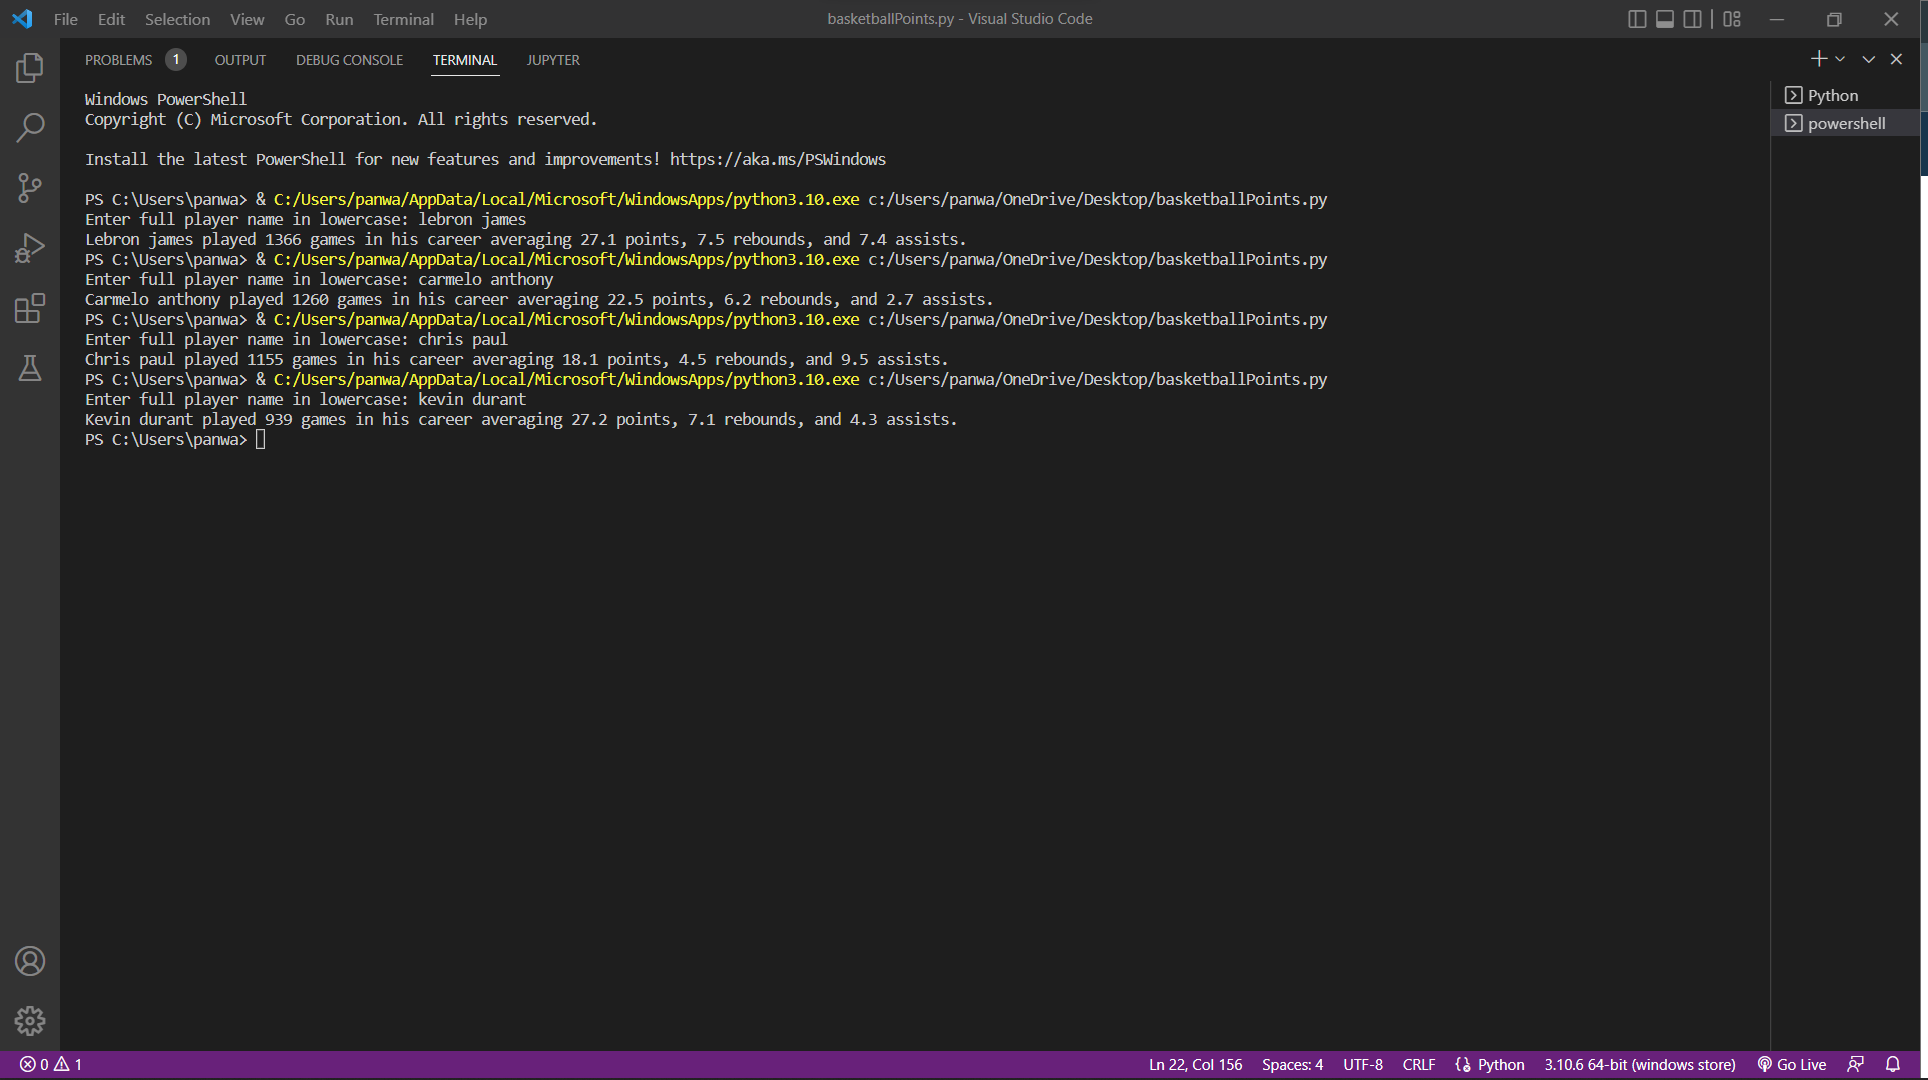 File Edit Selection View Go Run Terminal Help
basketballPoints.py - Visual Studio Code
PROBLEMS 1 OUTPUT DEBUG CONSOLE TERMINAL JUPYTER
Windows PowerShell
Copyright (C) Microsoft Corporation. All rights reserved.
Install the latest PowerShell for new features and improvements! https://aka.ms/PSWindows
PS C:\Users\panwa> & C:/Users/panwa/AppData/Local/Microsoft/WindowsApps/python3.10.exe c:/Users/panwa/OneDrive/Desktop/basketballPoints.py
Enter full player name in lowercase: lebron james
Lebron james played 1366 games in his career averaging 27.1 points, 7.5 rebounds, and 7.4 assists.
PS C:\Users\panwa> & C:/Users/panwa/AppData/Local/Microsoft/WindowsApps/python3.10.exe c:/Users/panwa/OneDrive/Desktop/basketballPoints.py
Enter full player name in lowercase: carmelo anthony
Carmelo anthony played 1260 games in his career averaging 22.5 points, 6.2 rebounds, and 2.7 assists.
PS C:\Users\panwa> & C:/Users/panwa/AppData/Local/Microsoft/WindowsApps/python3.10.exe c:/Users/panwa/OneDrive/Desktop/basketballPoints.py
Enter full player name in lowercase: chris paul
Chris paul played 1155 games in his career averaging 18.1 points, 4.5 rebounds, and 9.5 assists.
PS C:\Users\panwa> & C:/Users/panwa/AppData/Local/Microsoft/WindowsApps/python3.10.exe c:/Users/panwa/OneDrive/Desktop/basketballPoints.py
Enter full player name in lowercase: kevin durant
Kevin durant played 939 games in his career averaging 27.2 points, 7.1 rebounds, and 4.3 assists.
PS C:\Users\panwa>
Python
powershell
0 1
Ln 22, Col 156 Spaces: 4 UTF-8 CRLF Python 3.10.6 64-bit (windows store) Go Live